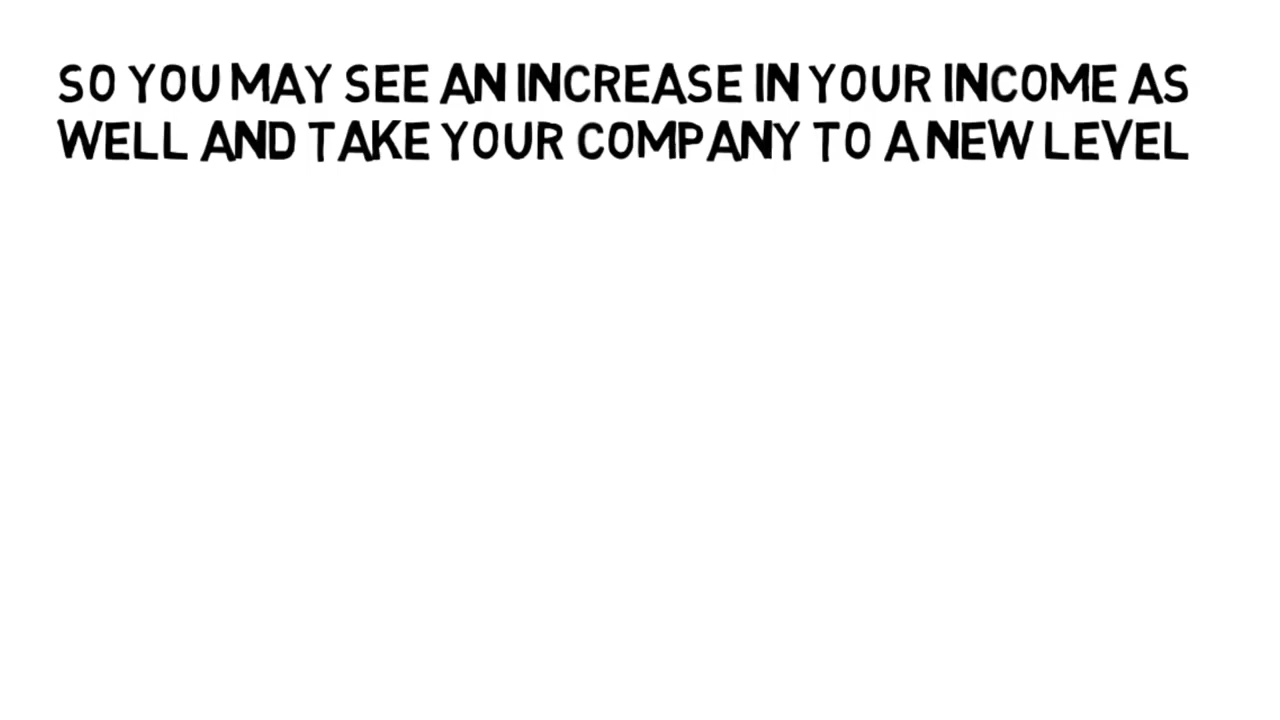 SO YOU MAY SEE AN INCREASE IN YOUR INCOME AS
WELL AND TAKE YOUR COMPANY TO A NEW LEVEL